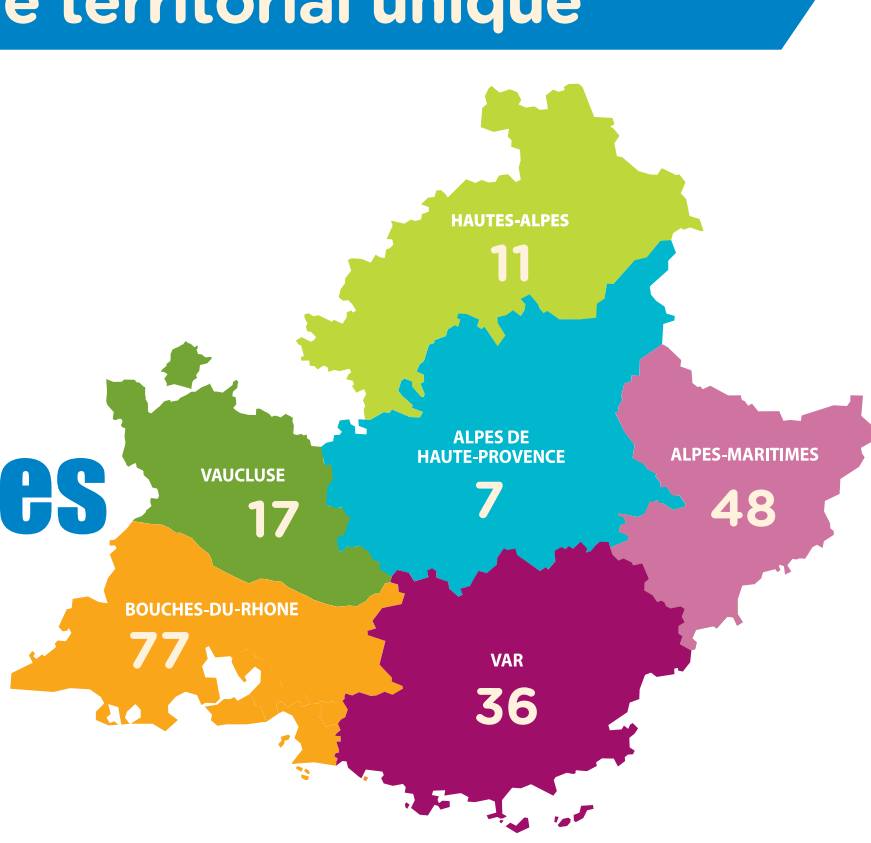 e territorial unique
HAUTES-ALPES
11
ALPES DE
HAUTE-PROVENCE
7
ALPES-MARITIMES
48
VAUCLUSE
17
es
BOUCHES-DU-RHONE
77
VAR
36